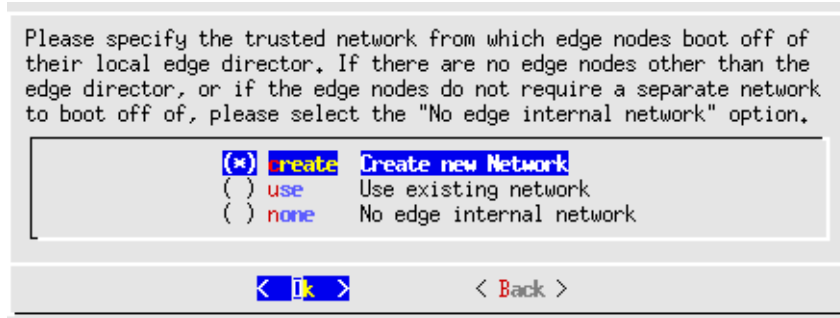 Please specify the trusted network from which edge nodes boot off of
their local edge director. If there are no edge nodes other than the
edge director, or if the edge nodes do not require a separate network
to boot off of, please select the "No edge internal network" option.
(*) create Create new Network
( ) use Use existing network
( ) none No edge internal network
< Ok > < Back >